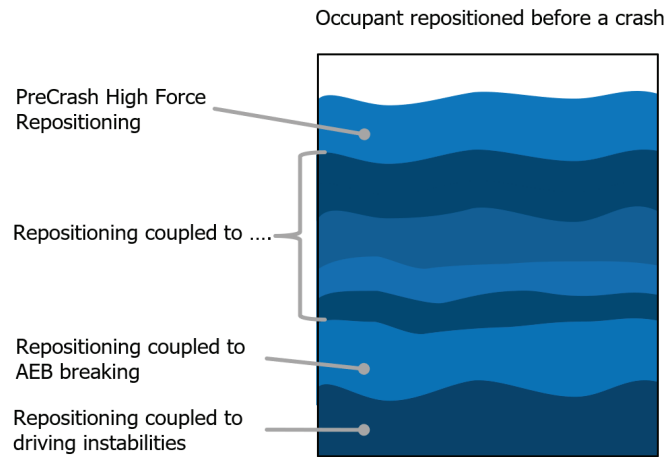 Occupant repositioned before a crash
PreCrash High Force
Repositioning
Repositioning coupled to ....
Repositioning coupled to
AEB breaking
Repositioning coupled to
driving instabilities